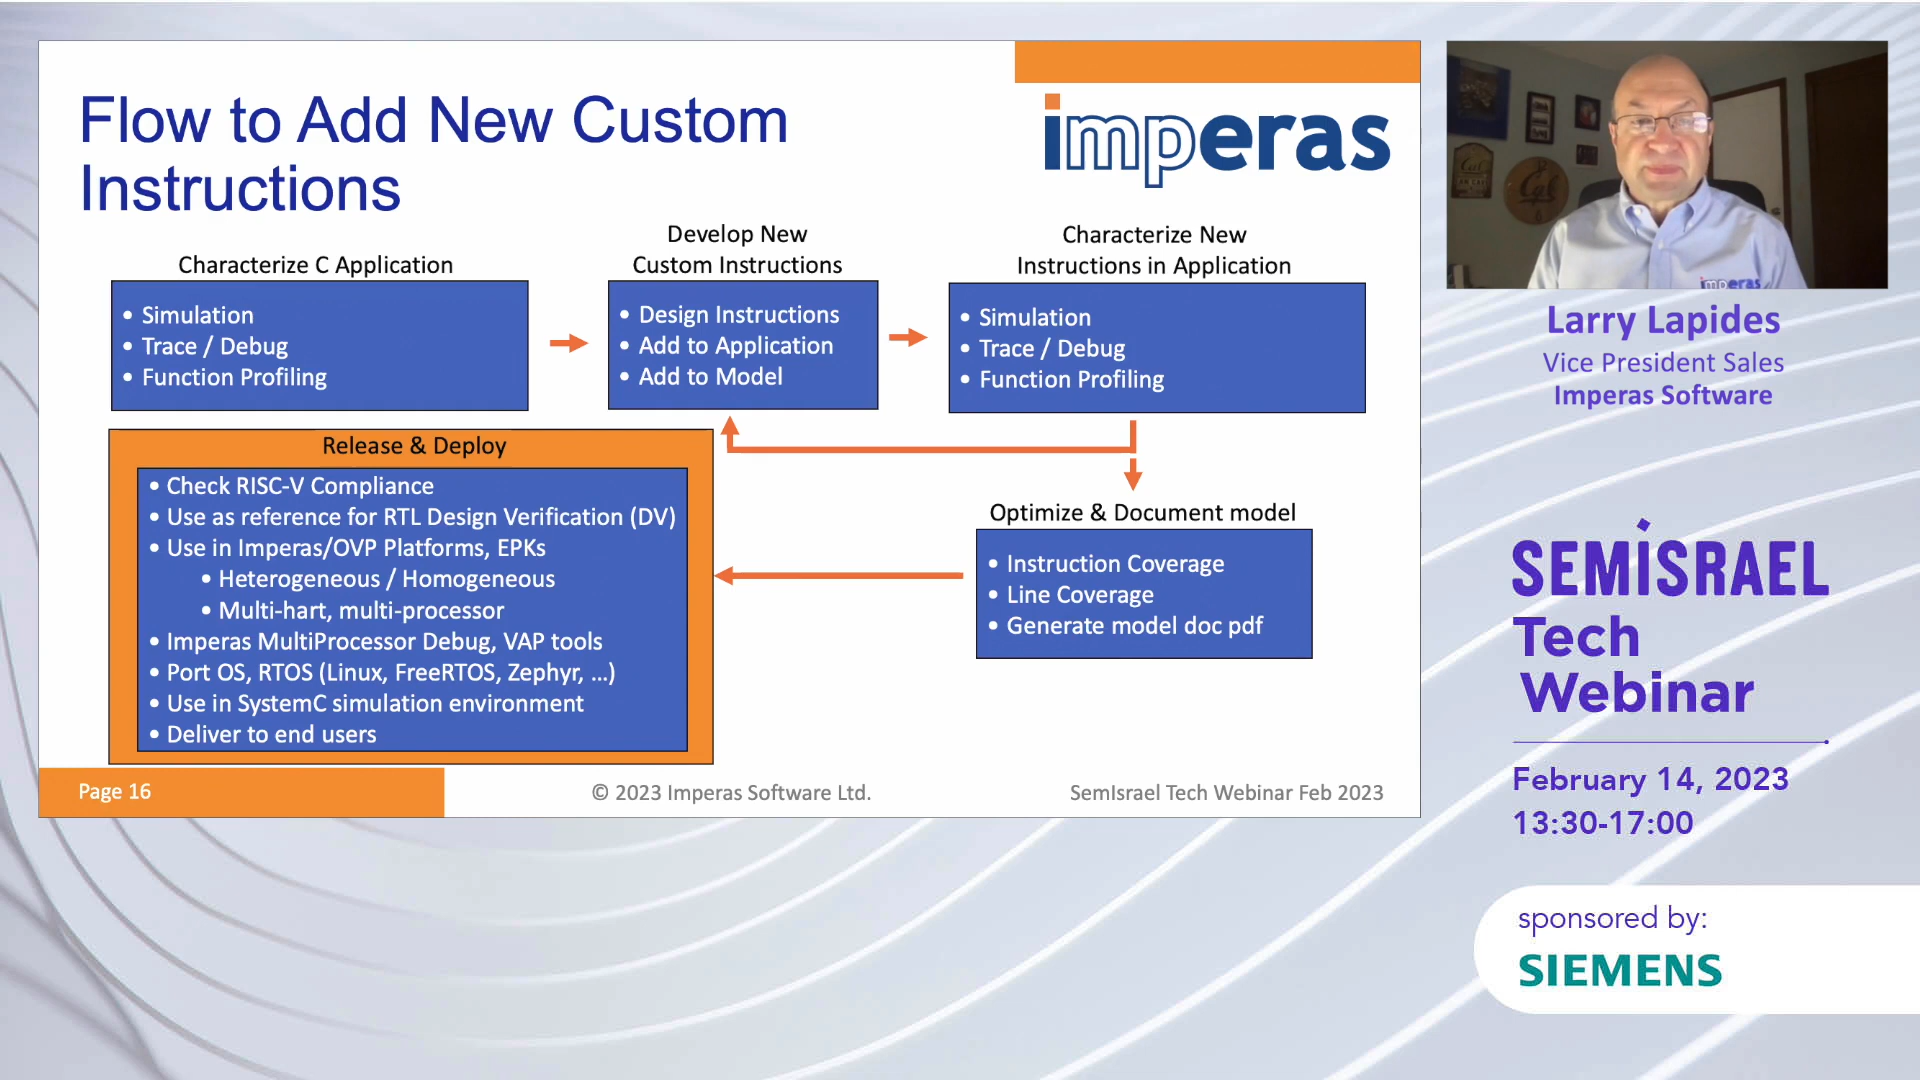 Flow to Add New Custom
Instructions
imperas
Characterize C Application
• Simulation
• Trace / Debug
• Function Profiling
Develop New
Custom Instructions
• Design Instructions
• Add to Application
• Add to Model
Characterize New
Instructions in Application
• Simulation
• Trace / Debug
• Function Profiling
Optimize & Document model
• Instruction Coverage
• Line Coverage
• Generate model doc pdf
Release & Deploy
• Check RISC-V Compliance
• Use as reference for RTL Design Verification (DV)
• Use in Imperas/OVP Platforms, EPKs
• Heterogeneous / Homogeneous
• Multi-hart, multi-processor
• Imperas MultiProcessor Debug, VAP tools
• Port OS, RTOS (Linux, FreeRTOS, Zephyr, ...)
• Use in SystemC simulation environment
• Deliver to end users
Page 16
© 2023 Imperas Software Ltd.
SemIsrael Tech Webinar Feb 2023
Cal
Cal
imperas
Larry Lapides
Vice President Sales
Imperas Software
SEMISRAEL
Tech
Webinar
February 14, 2023
13:30-17:00
sponsored by:
SIEMENS